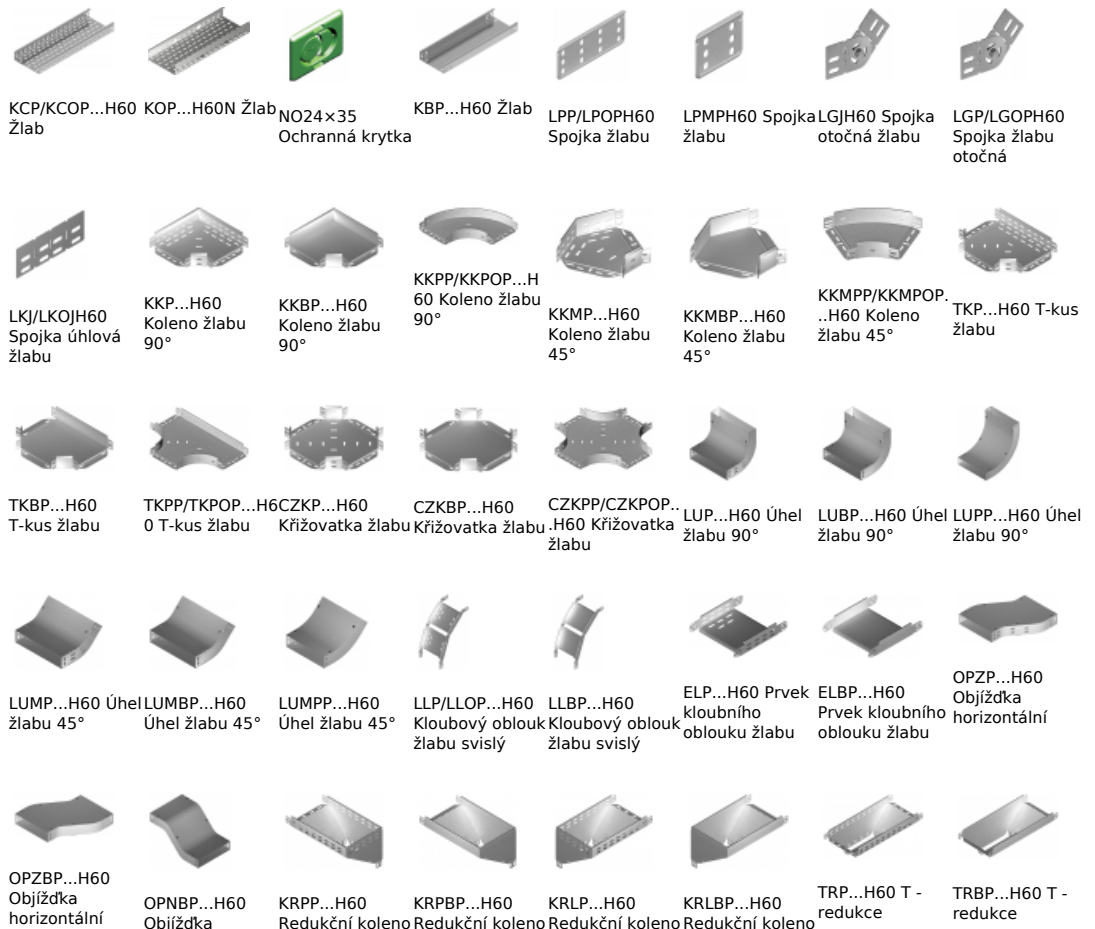 KCP/KCOP...H60
Žlab
KOP...H60N Žlab
NO24×35
Ochranná krytka
KBP...H60 Žlab
LPP/LPOPH60
Spojka žlabu
LPMPH60 Spojka
žlabu
LGJH60 Spojka
otočná žlabu
LGP/LGOPH60
Spojka žlabu
otočná
LKJ/LKOJH60
Spojka úhlová
žlabu
KKP...H60
Koleno žlabu
90°
KKBP...H60
Koleno žlabu
90°
KKPP/KKPOP...H
60 Koleno žlabu
90°
KKMP...H60
Koleno žlabu
45°
KKMBP...H60
Koleno žlabu
45°
KKMPP/KKMPOP.
..H60 Koleno
žlabu 45°
TKP...H60 T-kus
žlabu
TKBP...H60
T-kus žlabu
TKPP/TKPOP...H6
0 T-kus žlabu
CZKP...H60
Křižovatka žlabu
CZKBP...H60
Křižovatka žlabu
CZKPP/CZKPOP..
.H60 Křižovatka
žlabu
LUP...H60 Úhel
žlabu 90°
LUBP...H60 Úhel
žlabu 90°
LUPP...H60 Úhel
žlabu 90°
LUMP...H60 Úhel
žlabu 45°
LUMBP...H60
Úhel žlabu 45°
LUMPP...H60
Úhel žlabu 45°
LLP/LLOP...H60
Kloubový oblouk
žlabu svislý
LLBP...H60
Kloubový oblouk
žlabu svislý
ELP...H60 Prvek
kloubního
oblouku žlabu
ELBP...H60
Prvek kloubního
oblouku žlabu
OPZP...H60
Objížďka
horizontální
OPZBP...H60
Objížďka
horizontální
OPNBP...H60
Objížďka
KRPP...H60
Redukční koleno
KRPBP...H60
Redukční koleno
KRLP...H60
Redukční koleno
KRLBP...H60
Redukční koleno
TRP...H60 T -
redukce
TRBP...H60 T -
redukce